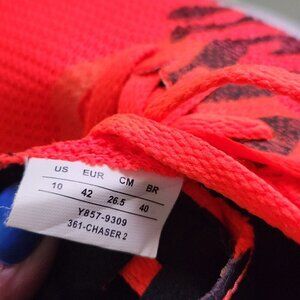 US EUR CM BR
10 42 26.5 40
Y857-9309
361-CHASER 2